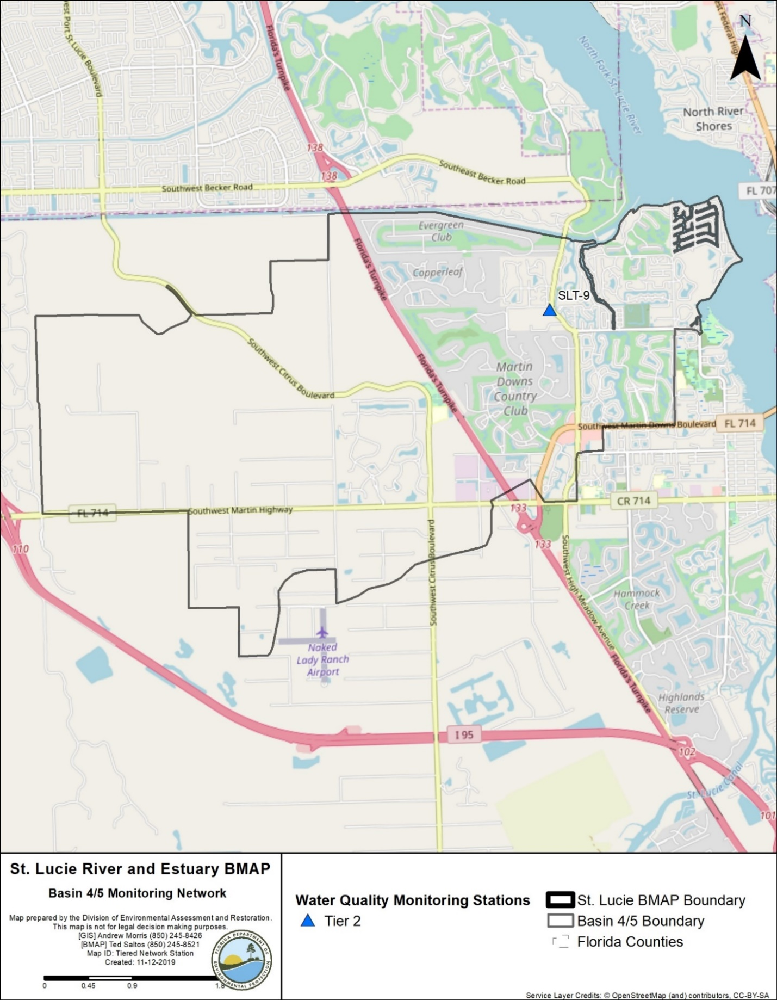 West Port St Lucie Boulevard
Florida's Turnpike
North Fork St. Lucie River
N
North River
Shores
138
138
Southwest Becker Road
Southeast Becker Road
FL 707
Evergreen
Club
Florida's Turnpike
Copperleaf
SLT-9
Southwest Citrus Boulevard
Florida's Turnpike
Martin
Downs
Country
Club
Southwest Martin Downs Boulevard
FL 714
FL 714
Southwest Martin Highway
133
CR 714
110
133
Southwest Citrus Boulevard
Southwest High Meadow Avenue
Hammock
Creek
Naked
Lady Ranch
Airport
Florida's Turnpike
Highlands
Reserve
I 95
102
St. Lucie Canal
101
St. Lucie River and Estuary BMAP
Basin 4/5 Monitoring Network
Map prepared by the Division of Environmental Assessment and Restoration.
This map is not for legal decision making purposes.
[GIS] Andrew Morris (850) 245-8426
[BMAP] Ted Saltos (850) 245-8521
Map ID: Tiered Network Station
Created: 11-12-2019
0 0.45 0.9 1.8
FLORIDA DEPARTMENT OF
ENVIRONMENTAL PROTECTION
Water Quality Monitoring Stations
Tier 2
St. Lucie BMAP Boundary
Basin 4/5 Boundary
Florida Counties
Service Layer Credits: © OpenStreetMap (and) contributors, CC-BY-SA